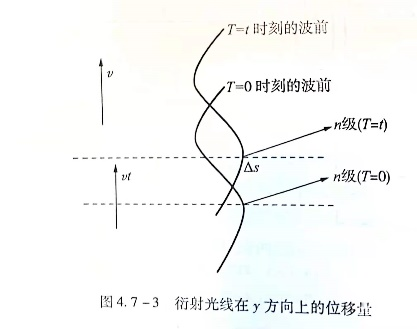 T=t 时刻的波前
v
T=0 时刻的波前
n级(T=t)
Δs
vt
n级(T=0)
图 4.7-3 衍射光线在 y 方向上的位移量